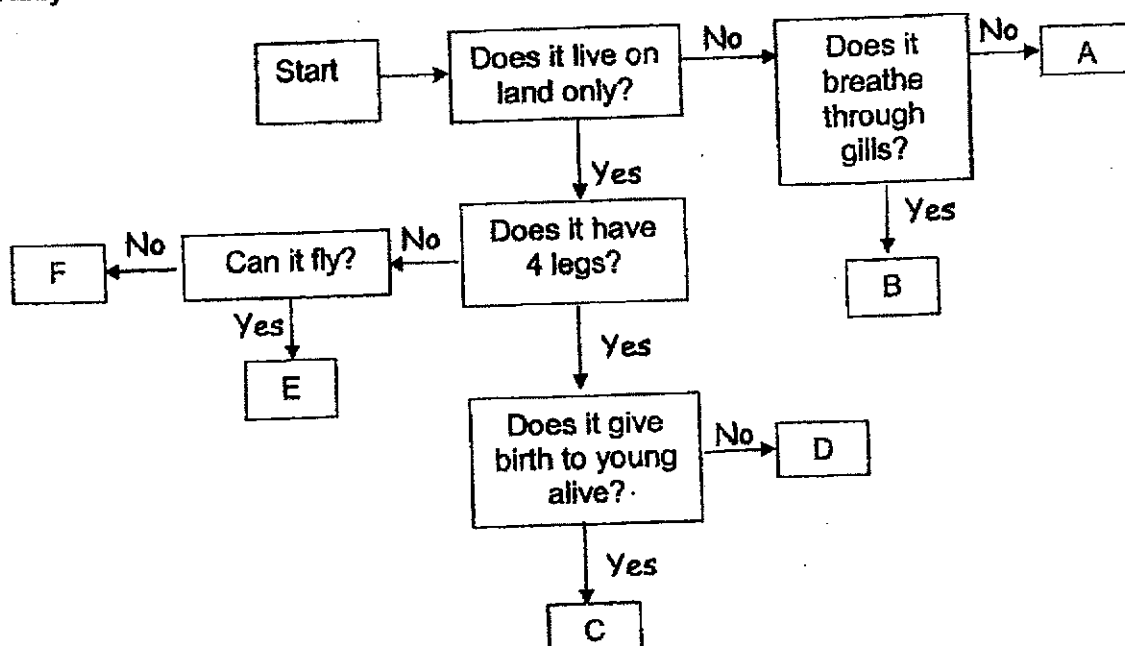 Start
Does it live on
land only?
No
Does it
breathe
through
gills?
No
A
Yes
Yes
B
Does it have
4 legs?
No
Can it fly?
No
F
Yes
E
Yes
Does it give
birth to young
alive?
No
D
Yes
C